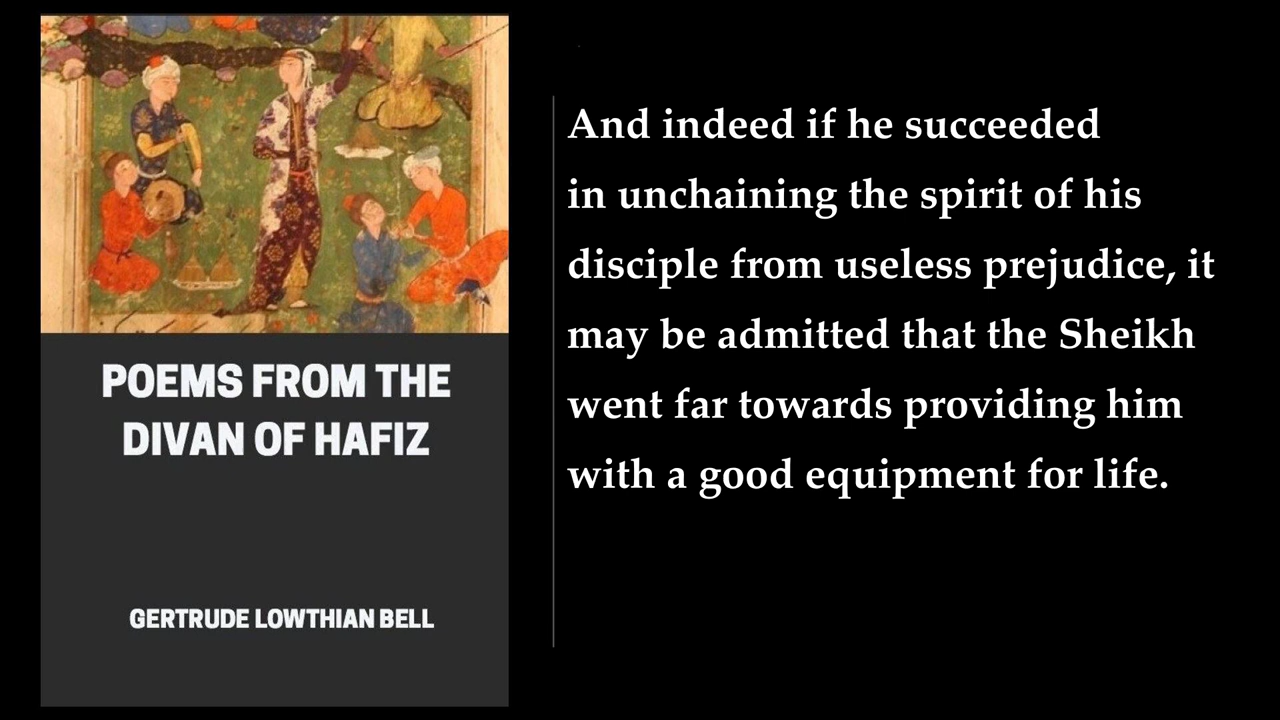 POEMS FROM THE
DIVAN OF HAFIZ
GERTRUDE LOWTHIAN BELL
And indeed if he succeeded
in unchaining the spirit of his
disciple from useless prejudice, it
may be admitted that the Sheikh
went far towards providing him
with a good equipment for life.